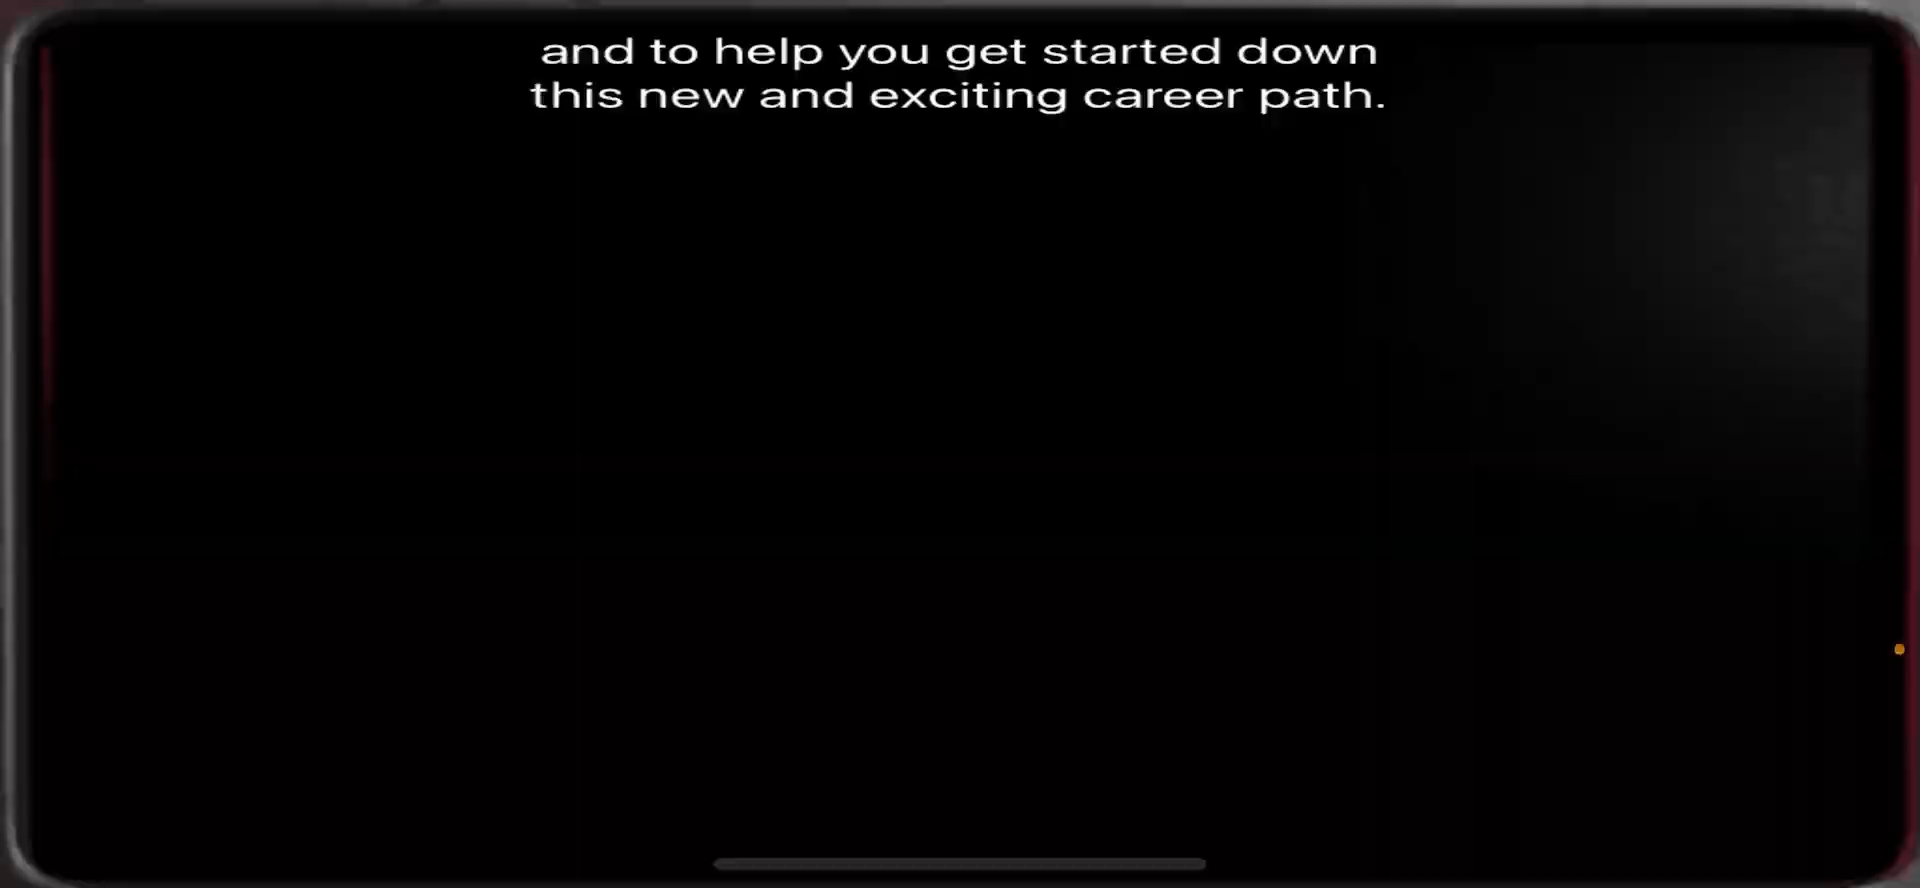 and to help you get started down
this new and exciting career path.